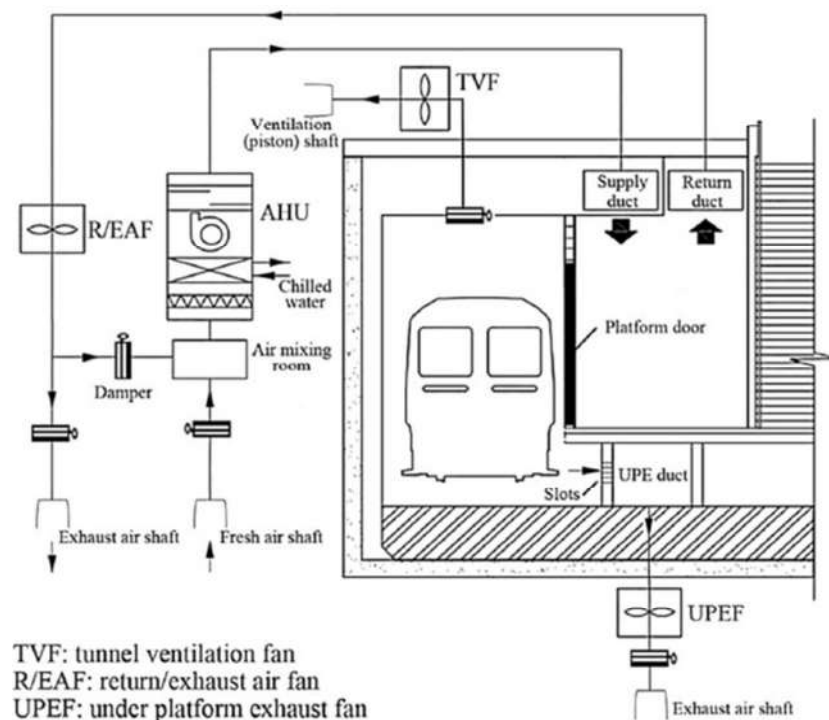 TVF
Ventilation
(piston) shaft
Supply
duct
Return
duct
R/EAF
AHU
Chilled
water
Platform door
Air mixing
room
Damper
Slots
UPE duct
Exhaust air shaft
Fresh air shaft
UPEF
TVF: tunnel ventilation fan
R/EAF: return/exhaust air fan
UPEF: under platform exhaust fan
Exhaust air shaft